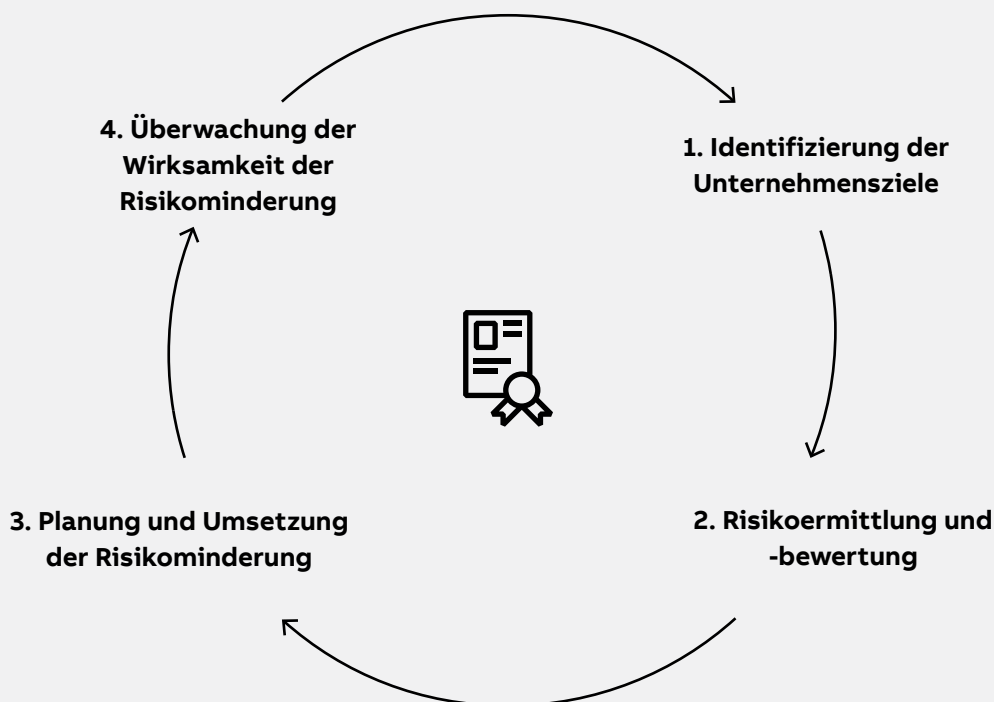 1. Identifizierung der
Unternehmensziele
2. Risikoermittlung und
-bewertung
3. Planung und Umsetzung
der Risikominderung
4. Überwachung der
Wirksamkeit der
Risikominderung